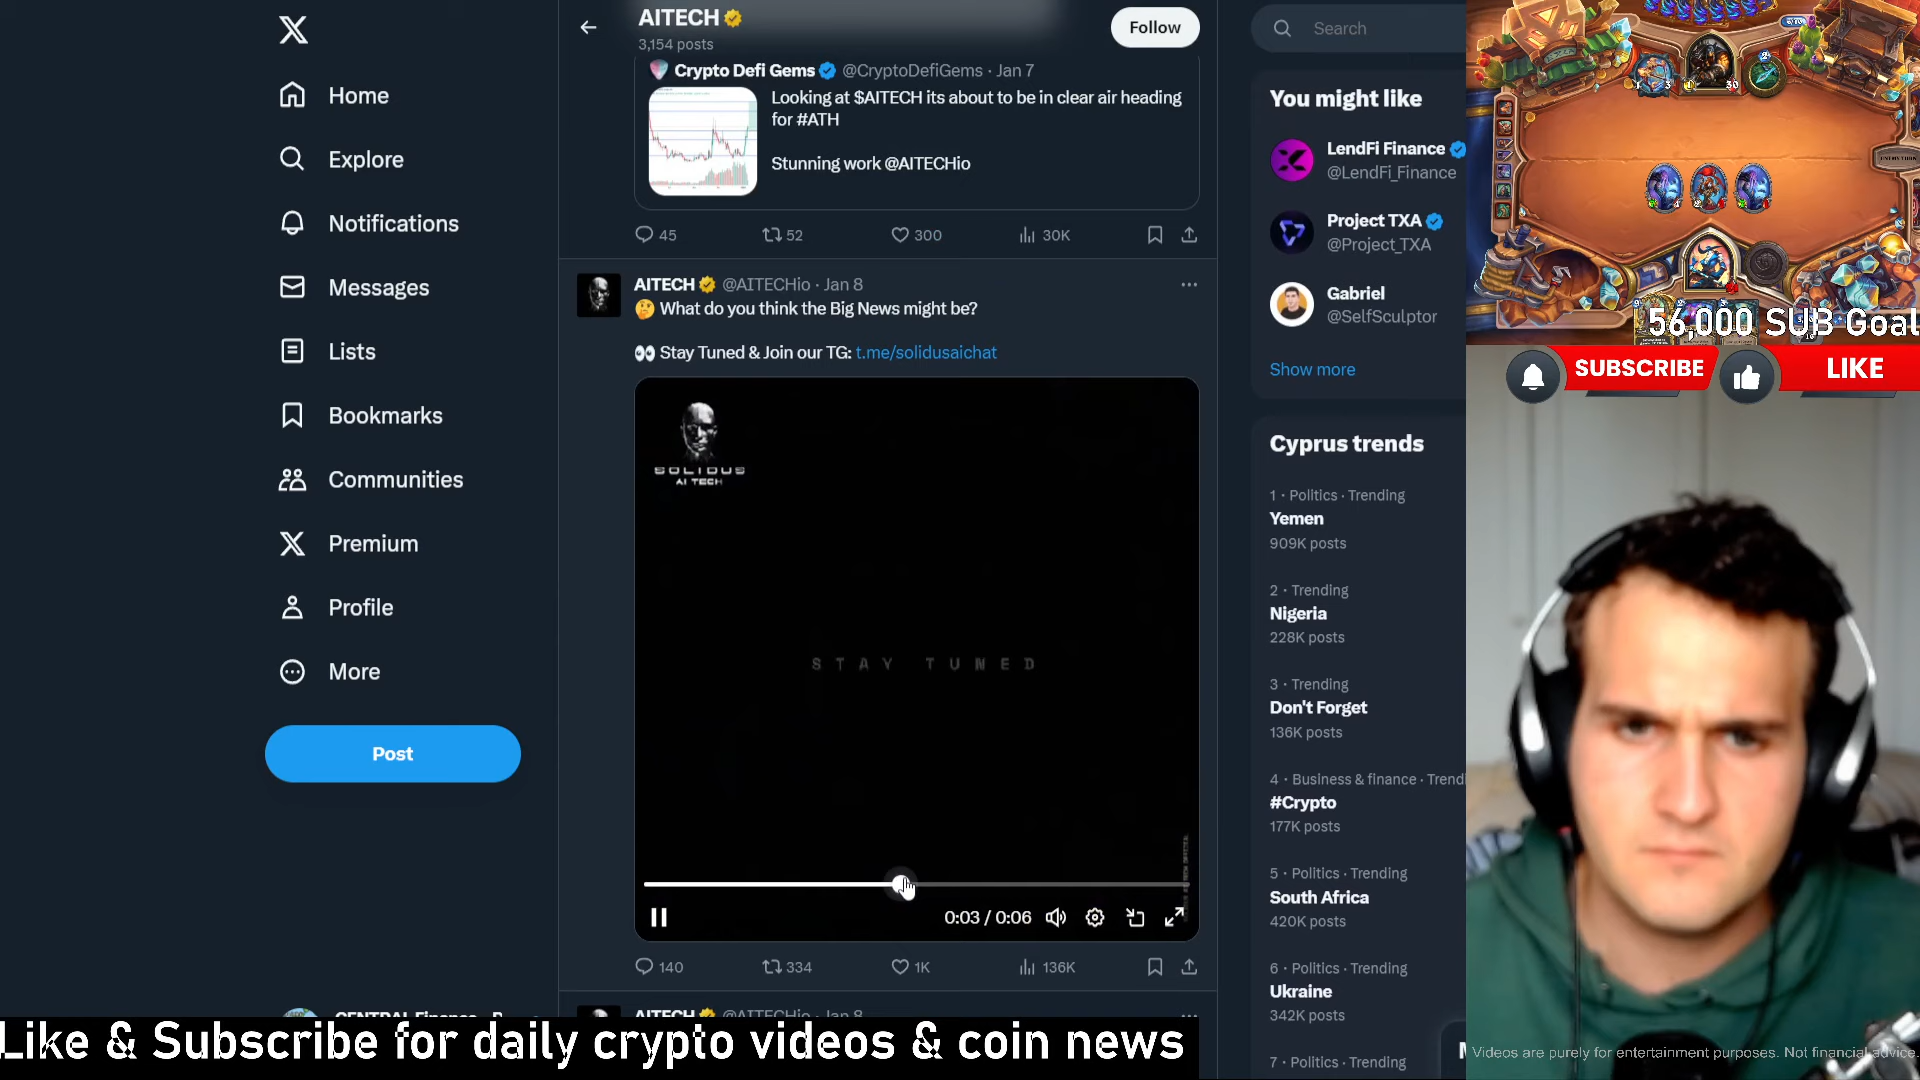 AITECH
3,154 posts
Follow
Search
Home
Explore
Notifications
Messages
Lists
Bookmarks
Communities
Premium
Profile
More
Post
Crypto Defi Gems @CryptoDefiGems · Jan 7
Looking at $AITECH its about to be in clear air heading
for #ATH
Stunning work @AITECHio
45 52 300 30K
AITECH @AITECHio · Jan 8
🤔 What do you think the Big News might be?
👀 Stay Tuned & Join our TG: t.me/solidusaichat
SOLIDUS
AI TECH
STAY TUNED
0:03 / 0:06
140 334 1K 136K
AITECH @AITECHio · Jan 8
You might like
LendFi Finance
@LendFi_Finance
Project TXA
@Project_TXA
Gabriel
@SelfSculptor
Show more
Cyprus trends
1 · Politics · Trending
Yemen
909K posts
2 · Trending
Nigeria
228K posts
3 · Trending
Don't Forget
136K posts
4 · Business & finance · Trendi
#Crypto
177K posts
5 · Politics · Trending
South Africa
420K posts
6 · Politics · Trending
Ukraine
342K posts
7 · Politics · Trending
56,000 SUB Goal
SUBSCRIBE
LIKE
Like & Subscribe for daily crypto videos & coin news
Videos are purely for entertainment purposes. Not financial advice.